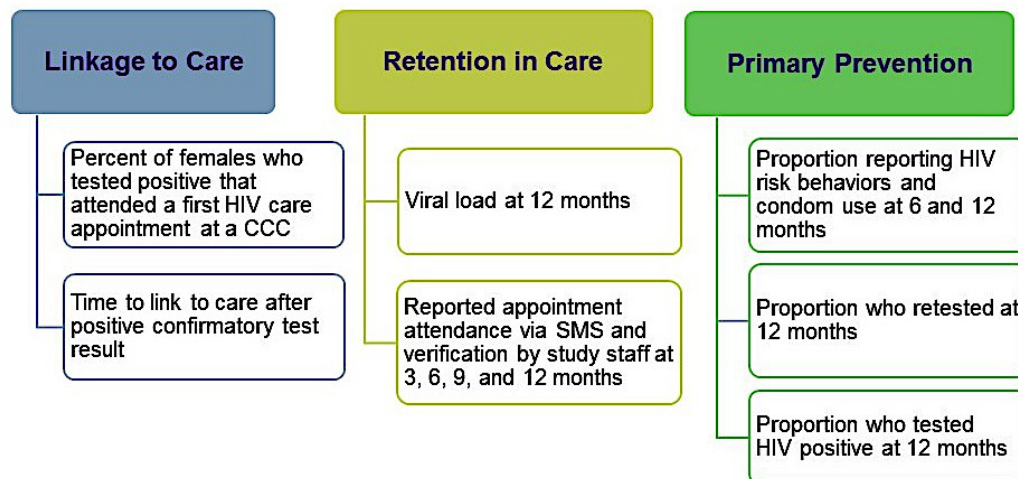 Linkage to Care
Percent of females who
tested positive that
attended a first HIV care
appointment at a CCC
Time to link to care after
positive confirmatory test
result
Retention in Care
Viral load at 12 months
Reported appointment
attendance via SMS and
verification by study staff at
3, 6, 9, and 12 months
Primary Prevention
Proportion reporting HIV
risk behaviors and
condom use at 6 and 12
months
Proportion who retested at
12 months
Proportion who tested
HIV positive at 12 months